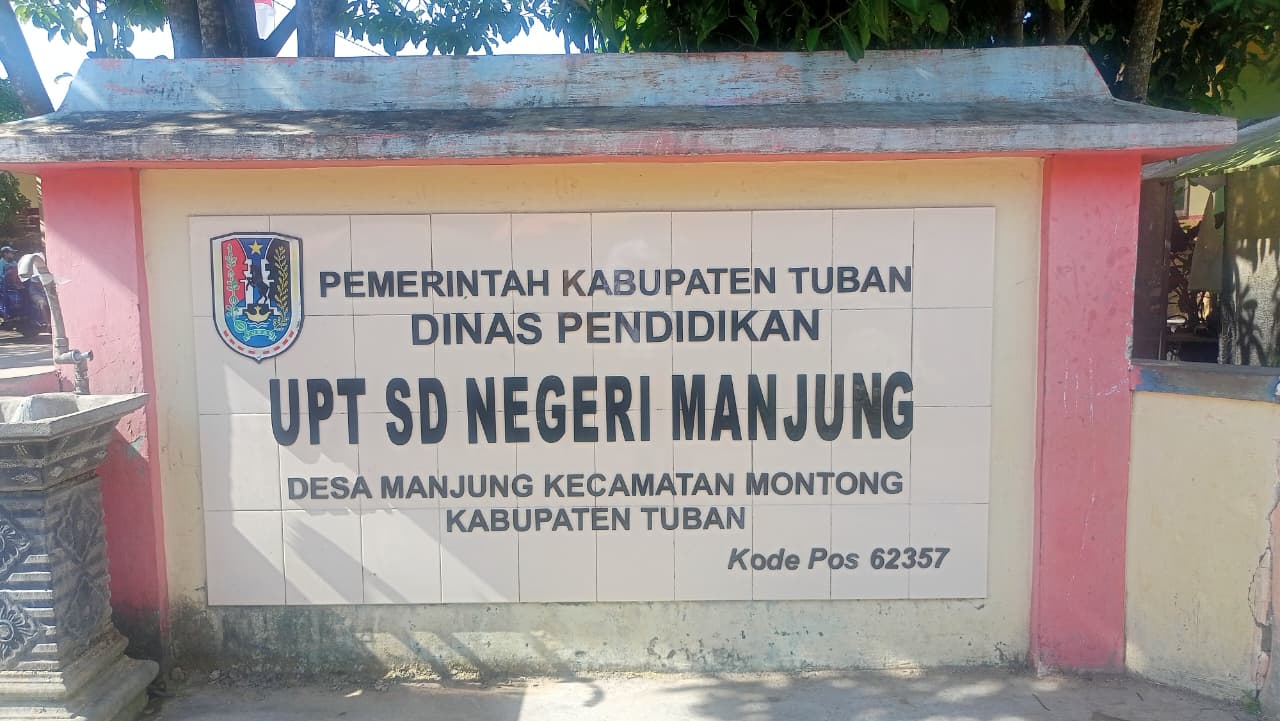 PEMERINTAH KABUPATEN TUBAN
DINAS PENDIDIKAN
UPT SD NEGERI MANJUNG
DESA MANJUNG KECAMATAN MONTONG
KABUPATEN TUBAN
Kode Pos 62357